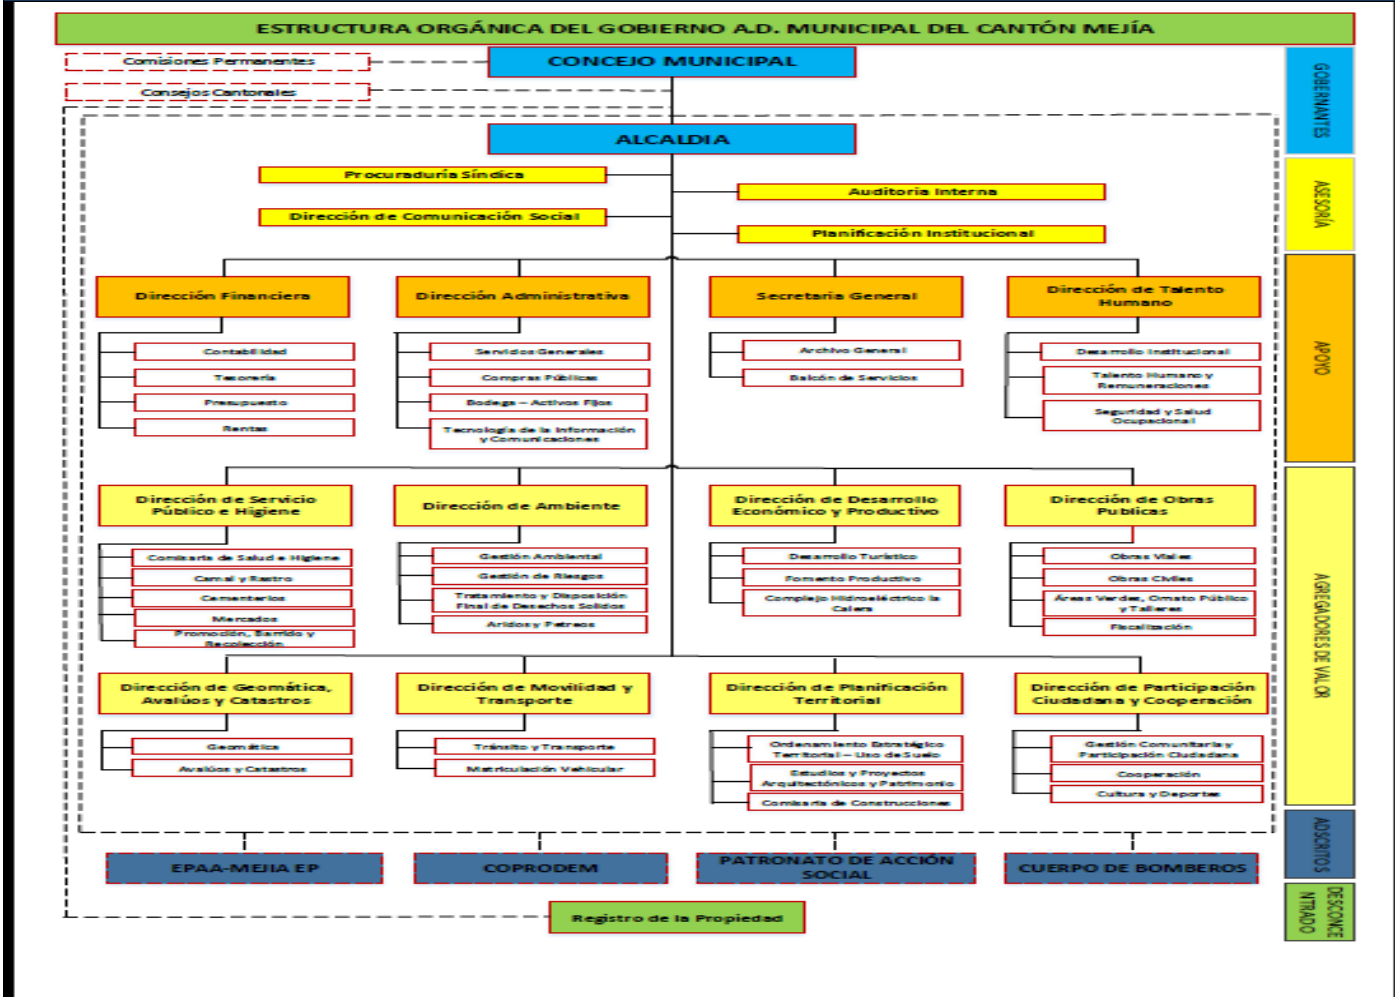 ESTRUCTURA ORGÁNICA DEL GOBIERNO A.D. MUNICIPAL DEL CANTÓN MEJÍA
Comisiones Permanentes
CONCEJO MUNICIPAL
Consejos Cantonales
GOBERNANTES
ALCALDIA
Procuraduría Síndica
Auditoria Interna
Dirección de Comunicación Social
Planificación Institucional
ASESORÍA
Dirección Financiera
Dirección Administrativa
Secretaria General
Dirección de Talento
Humano
Contabilidad
Tesorería
Presupuesto
Rentas
Servicios Generales
Compras Públicas
Bodega – Activos Fijos
Tecnología de la Información
y Comunicaciones
Archivo General
Balcón de Servicios
Desarrollo Institucional
Talento Humano y
Remuneraciones
Seguridad y Salud
Ocupacional
APOYO
Dirección de Servicio
Público e Higiene
Dirección de Ambiente
Dirección de Desarrollo
Económico y Productivo
Dirección de Obras
Publicas
Comisaría de Salud e Higiene
Camal y Rastro
Cementerios
Mercados
Promoción, Barrido y
Recolección
Gestión Ambiental
Gestión de Riesgos
Tratamiento y Disposición
Final de Desechos Solidos
Aridos y Petreos
Desarrollo Turístico
Fomento Productivo
Complejo Hidroeléctrico la
Calera
Obras Viales
Obras Civiles
Áreas Verdes, Ornato Público
y Talleres
Fiscalización
AGREGADORES DE VALOR
Dirección de Geomática,
Avalúos y Catastros
Dirección de Movilidad y
Transporte
Dirección de Planificación
Territorial
Dirección de Participación
Ciudadana y Cooperación
Geomática
Avalúos y Catastros
Tránsito y Transporte
Matriculación Vehicular
Ordenamiento Estratégico
Territorial – Uso de Suelo
Estudios y Proyectos
Arquitectónicos y Patrimonio
Comisaría de Construcciones
Gestión Comunitaria y
Participación Ciudadana
Cooperación
Cultura y Deportes
EPAA-MEJIA EP
COPRODEM
PATRONATO DE ACCIÓN
SOCIAL
CUERPO DE BOMBEROS
ADSCRITOS
Registro de la Propiedad
DESCONCE
NTRADO